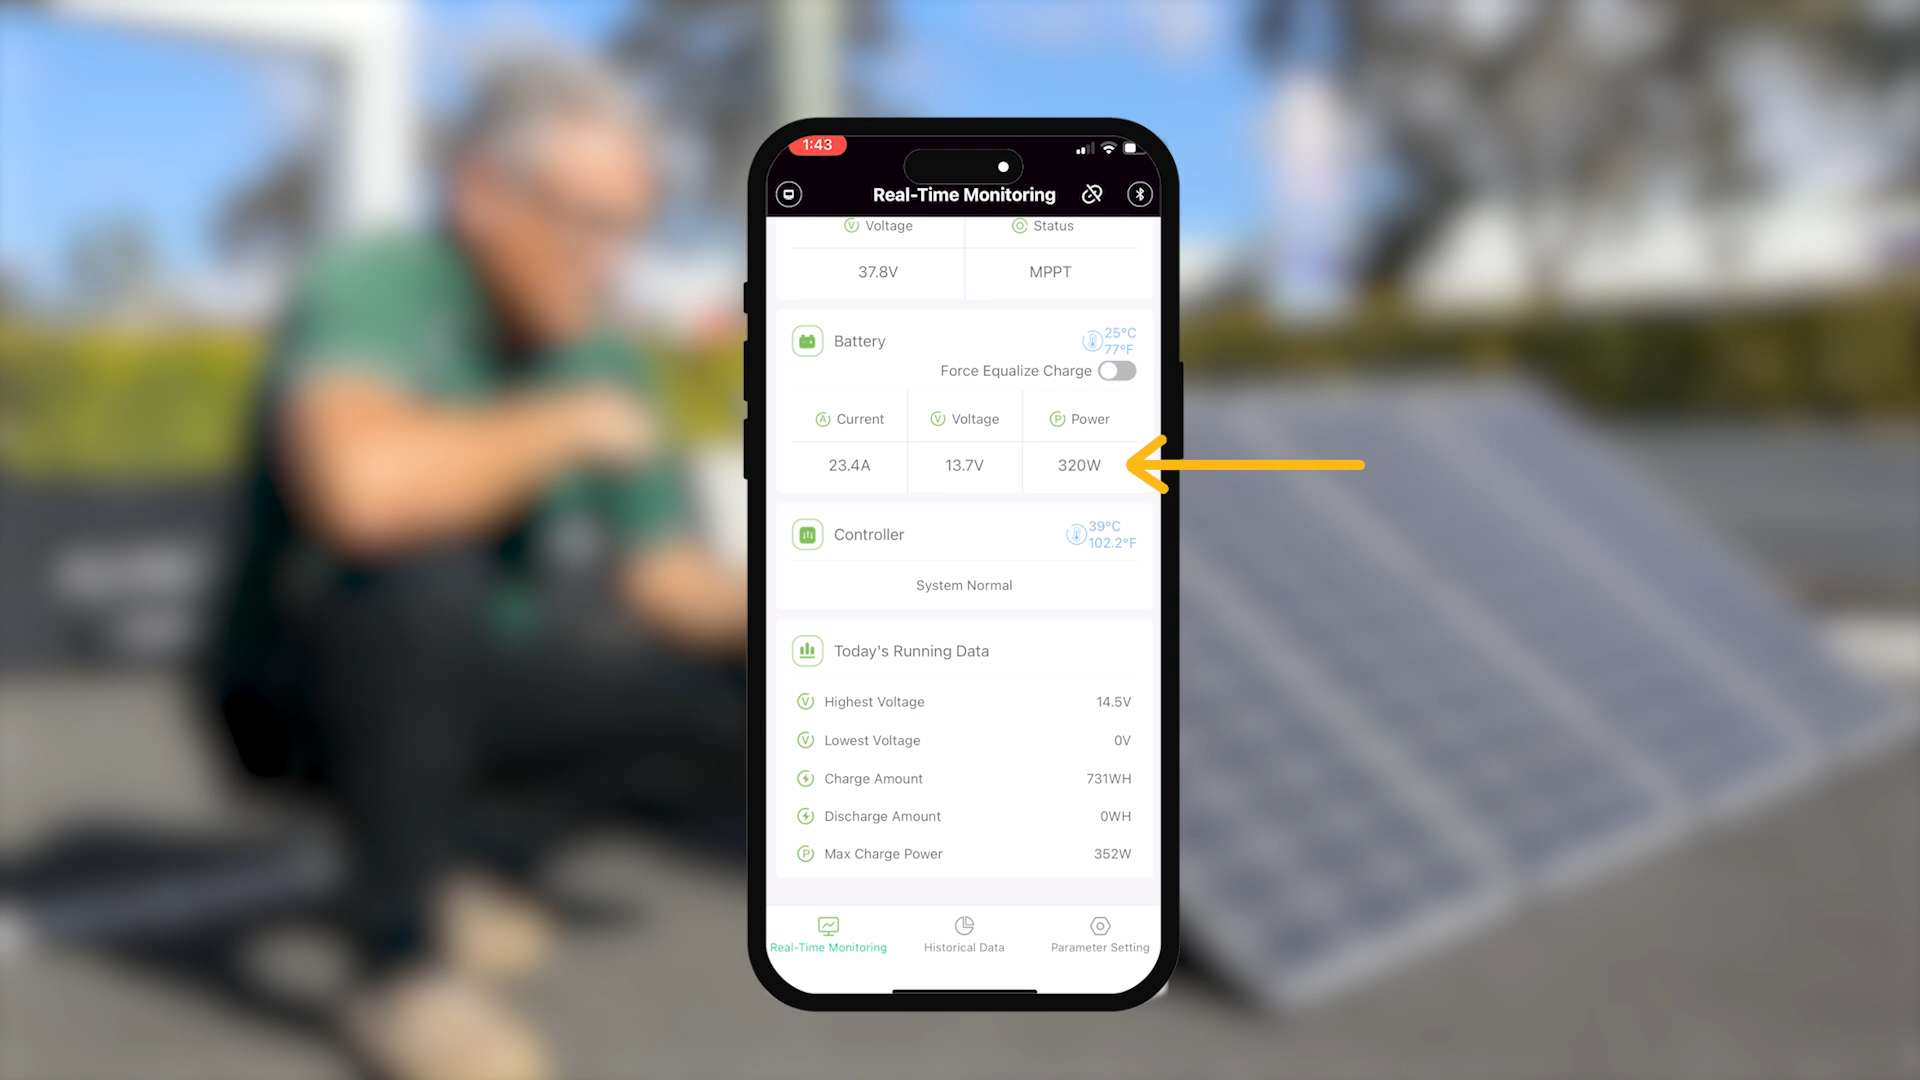 1:43
Real-Time Monitoring
Voltage Status
37.8V MPPT
Battery 25°C
77°F
Force Equalize Charge
Current Voltage Power
23.4A 13.7V 320W
Controller 39°C
102.2°F
System Normal
Today's Running Data
Highest Voltage 14.5V
Lowest Voltage 0V
Charge Amount 731WH
Discharge Amount 0WH
Max Charge Power 352W
Real-Time Monitoring Historical Data Parameter Setting